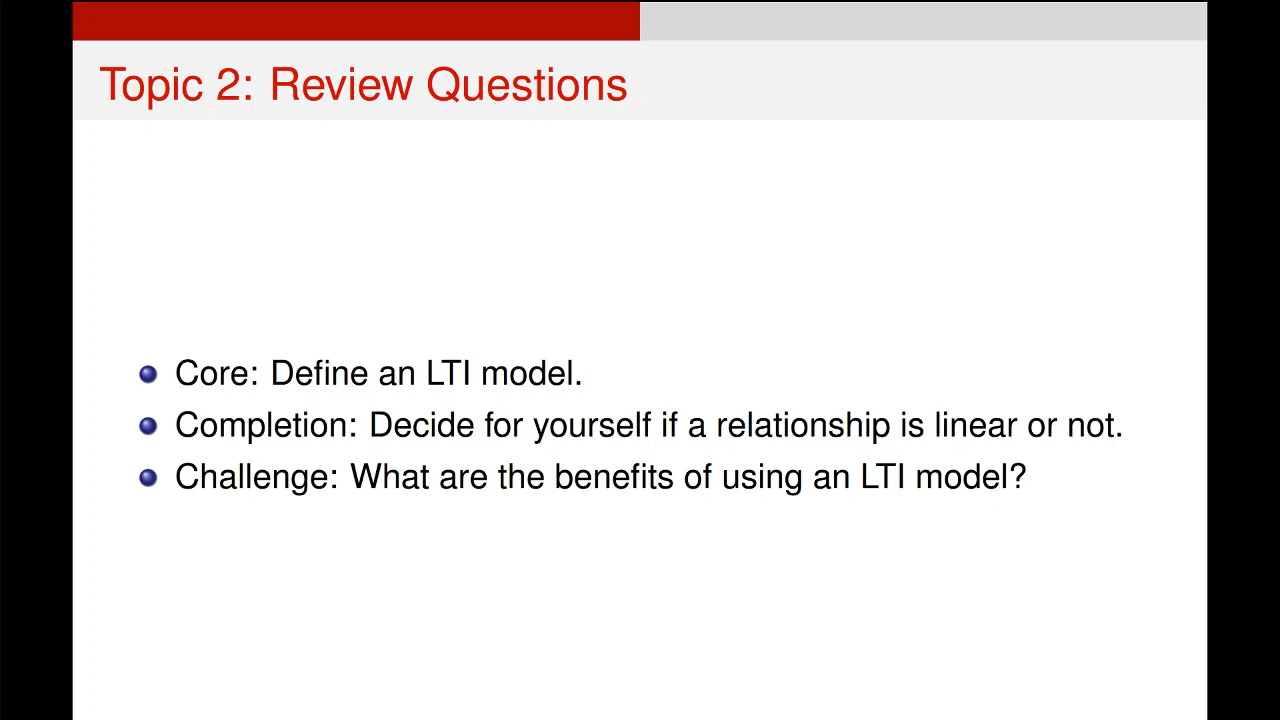 Topic 2: Review Questions
Core: Define an LTI model.
Completion: Decide for yourself if a relationship is linear or not.
Challenge: What are the benefits of using an LTI model?